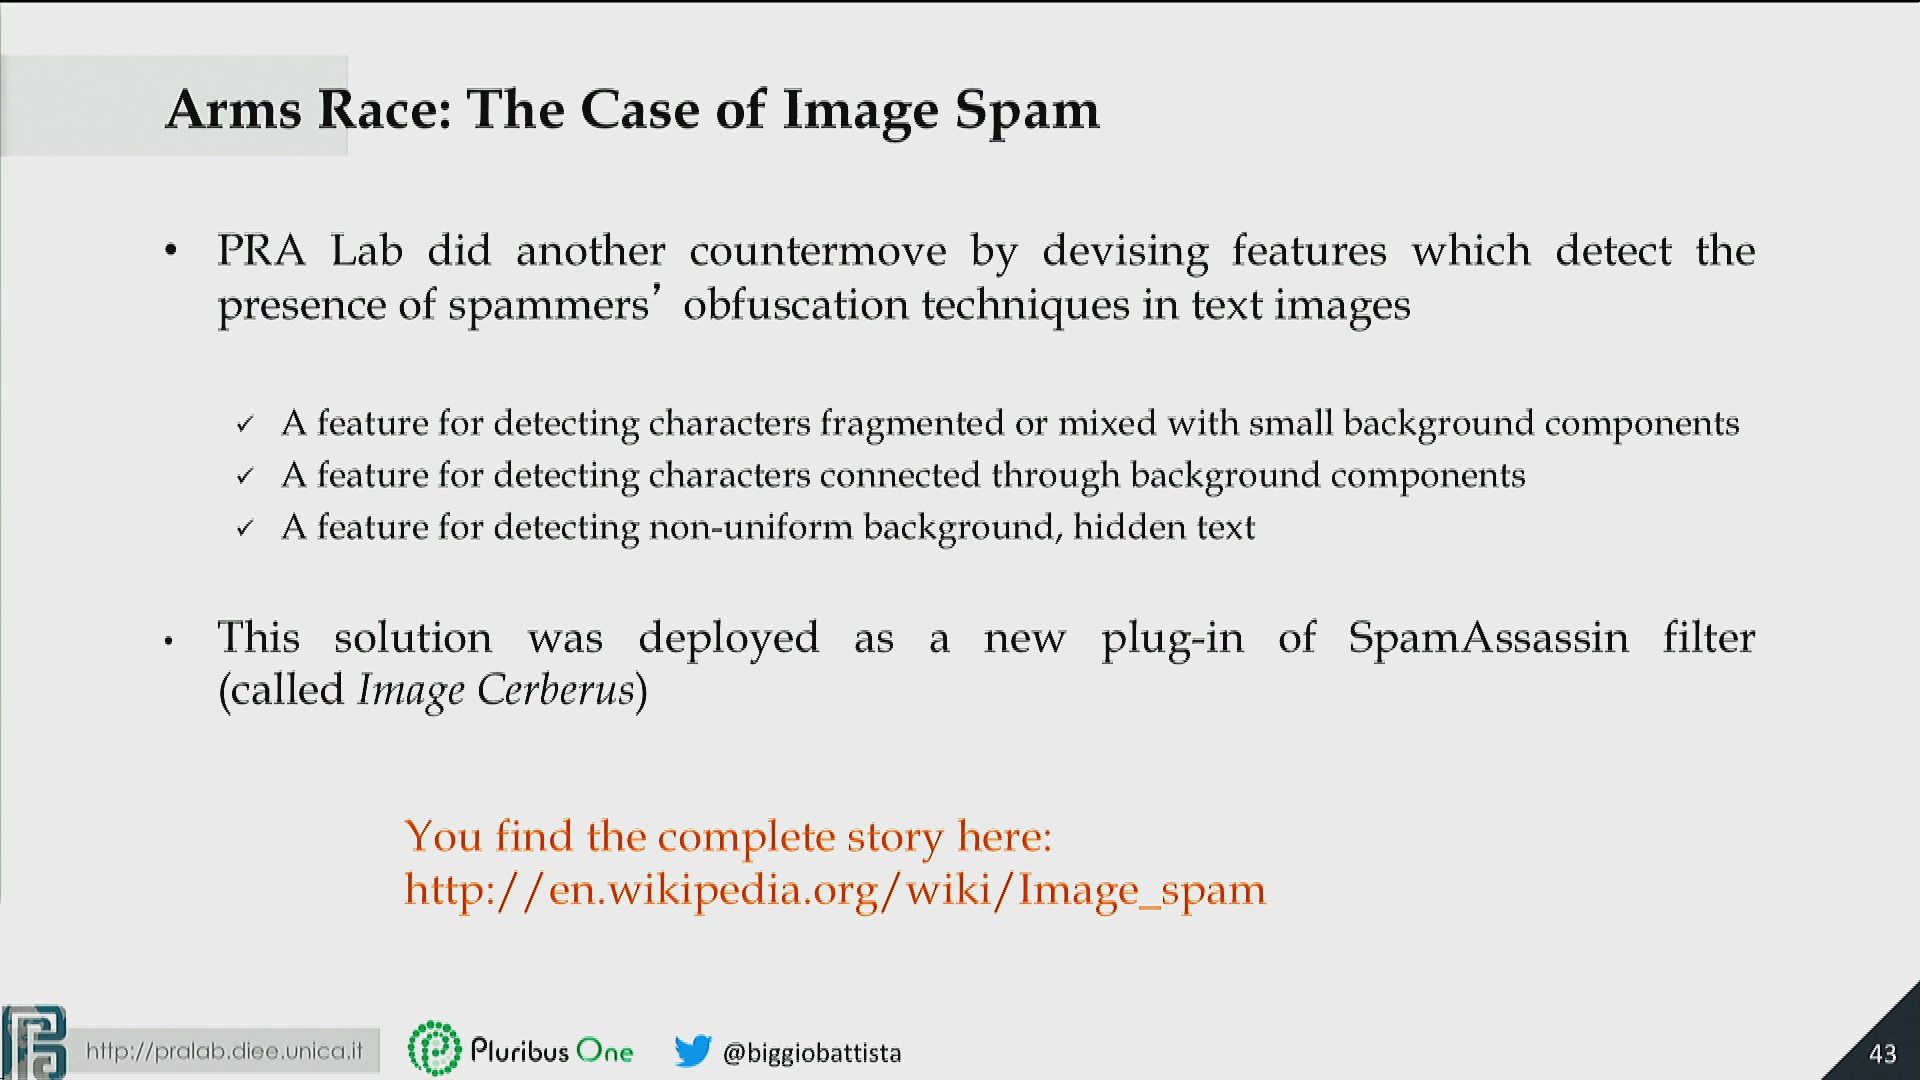 Arms Race: The Case of Image Spam
• PRA Lab did another countermove by devising features which detect the
presence of spammers’ obfuscation techniques in text images
✓ A feature for detecting characters fragmented or mixed with small background components
✓ A feature for detecting characters connected through background components
✓ A feature for detecting non-uniform background, hidden text
• This solution was deployed as a new plug-in of SpamAssassin filter
(called Image Cerberus)
You find the complete story here:
http://en.wikipedia.org/wiki/Image_spam
http://pralab.diee.unica.it
Pluribus One
@biggiobattista
43